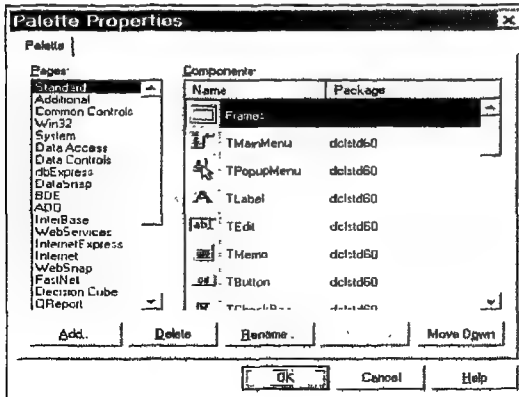 Palette Properties
Palette
Pages:
Components:
Standard
Additional
Common Controls
Win32
System
Data Access
Data Controls
dbExpress
DataSnap
BDE
ADO
InterBase
WebServices
InternetExpress
Internet
WebSnap
FastNet
Decision Cube
QReport
Name Package
Frames
TMainMenu dclstd60
TPopupMenu dclstd60
TLabel dclstd60
TEdit dclstd60
TMemo dclstd60
TButton dclstd60
TCheckBox dclstd60
Add..
Delete
Rename .
Move Down
OK
Cancel
Help